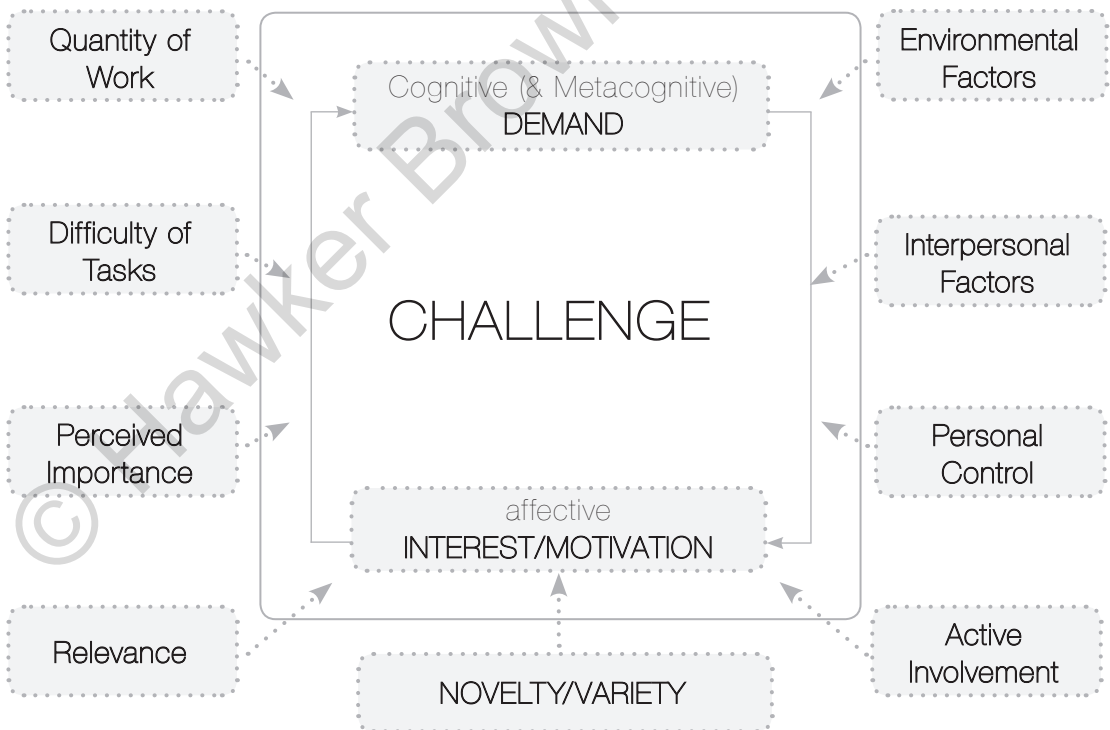 Quantity of
Work
Cognitive (& Metacognitive)
DEMAND
Environmental
Factors
Difficulty of
Tasks
CHALLENGE
Interpersonal
Factors
Perceived
Importance
Personal
Control
affective
INTEREST/MOTIVATION
Relevance
NOVELTY/VARIETY
Active
Involvement
© Hawker Brow